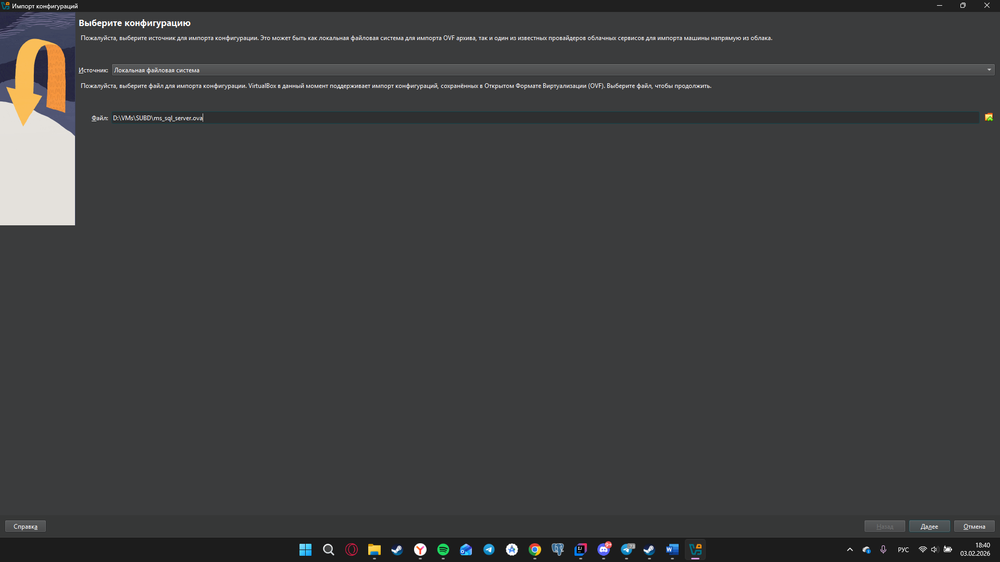 Импорт конфигураций
Выберите конфигурацию
Пожалуйста, выберите источник для импорта конфигурации. Это может быть как локальная файловая система для импорта OVF архива, так и один из известных провайдеров облачных сервисов для импорта машины напрямую из облака.
Источник: Локальная файловая система
Пожалуйста, выберите файл для импорта конфигурации. VirtualBox в данный момент поддерживает импорт конфигураций, сохранённых в Открытом Формате Виртуализации (OVF). Выберите файл, чтобы продолжить.
Файл: D:\VMs\SUBD\ms_sql_server.ova
Справка Назад Далее Отмена
9+ 73
РУС 18:40
03.02.2026